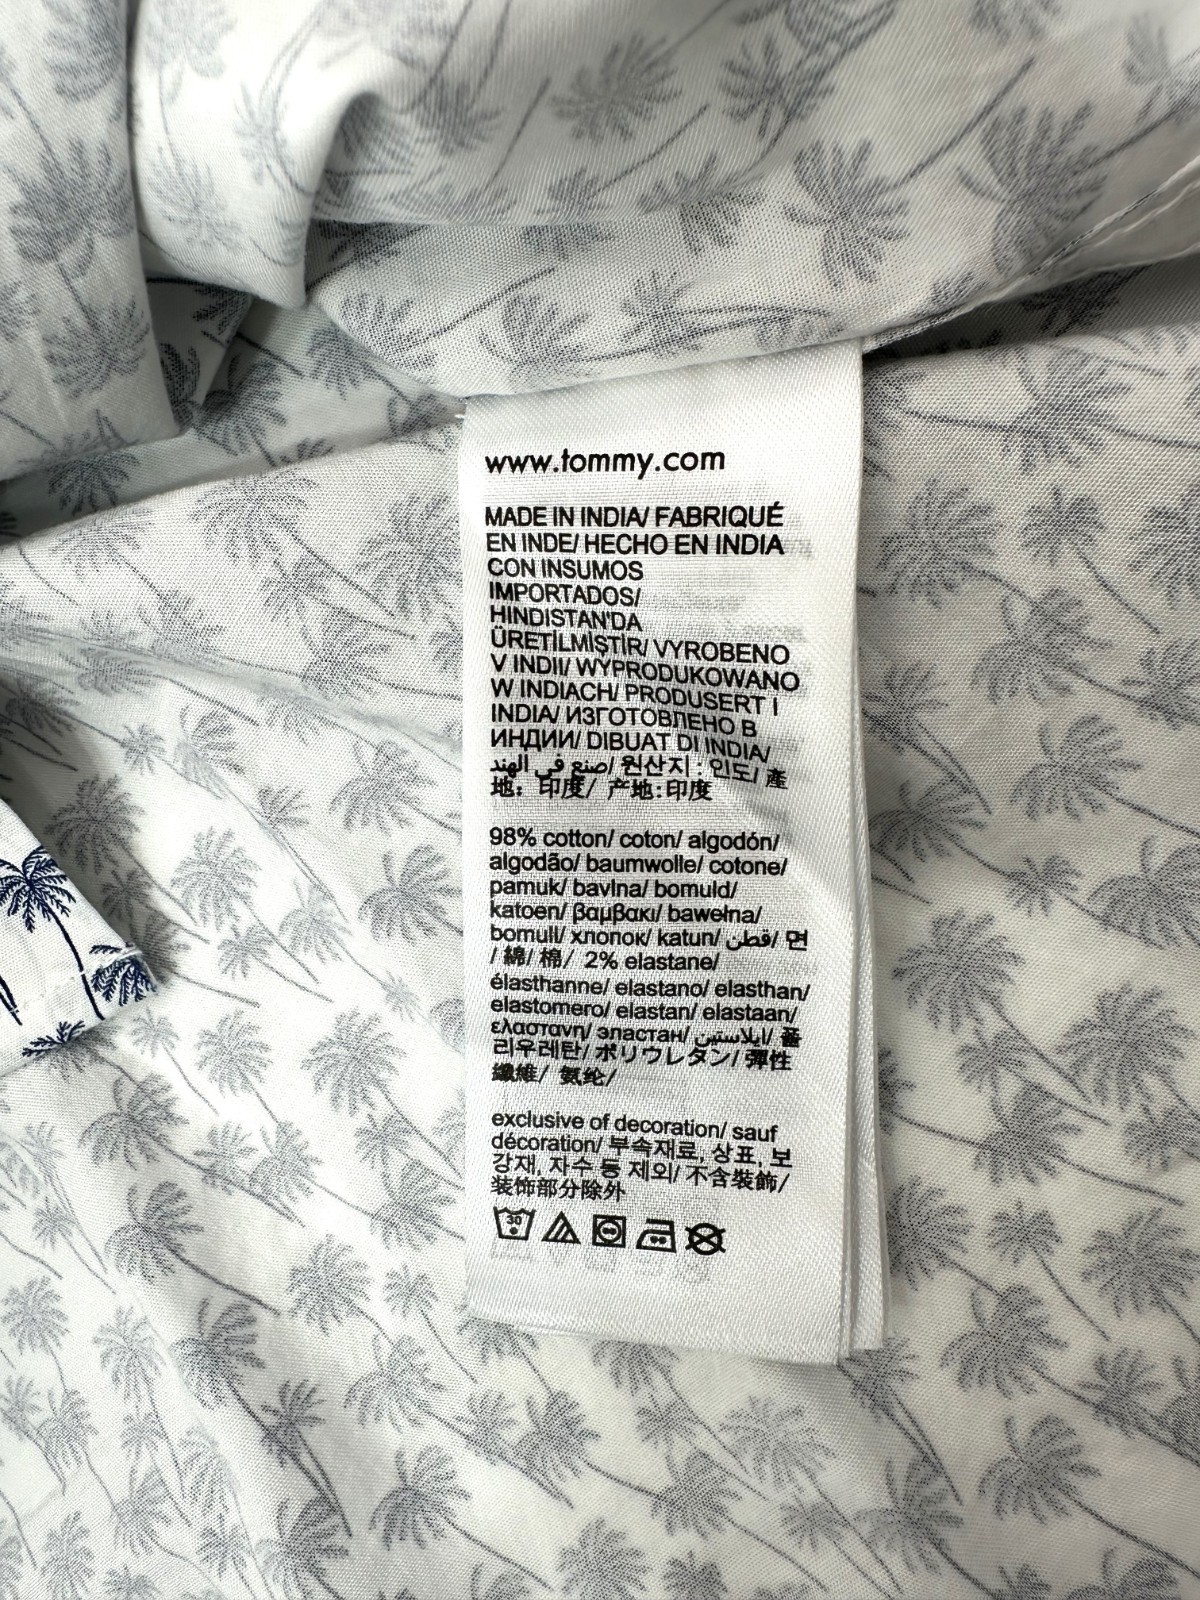 www.tommy.com
MADE IN INDIA/ FABRIQUÉ
EN INDE/ HECHO EN INDIA
CON INSUMOS
IMPORTADOS/
HINDISTAN'DA
ÜRETİLMİŞTİR/ VYROBENO
V INDII/ WYPRODUKOWANO
W INDIACH/ PRODUSERT I
INDIA/ ИЗГОТОВЛЕНО В
ИНДИИ/ DIBUAT DI INDIA/
صنع في الهند/ 원산지 : 인도/ 產
地：印度/ 产地:印度
98% cotton/ coton/ algodón/
algodão/ baumwolle/ cotone/
pamuk/ bavlna/ bomuld/
katoen/ βαμβακι/ bawełna/
bomull/ хлопок/ katun/ قطن/ 면
/ 綿/ 棉/ 2% elastane/
élasthanne/ elastano/ elasthan/
elastomero/ elastan/ elastaan/
ελαστανη/ эластан/ ايلاستين/ 폴
리우레탄/ ポリウレタン/ 彈性
纖維/ 氨纶/
exclusive of decoration/ sauf
décoration/ 부속재료, 상표, 보
강재, 자수 등 제외/ 不含裝飾/
装饰部分除外
30